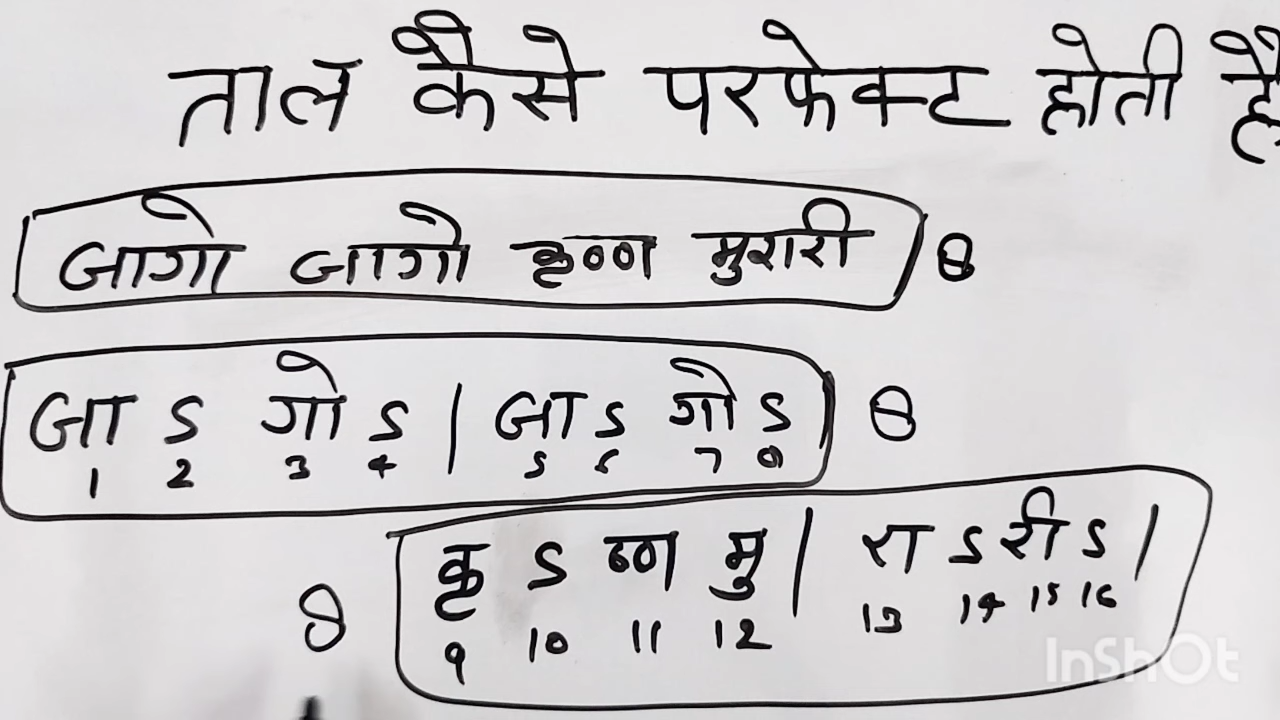 ताल कैसे परफेक्ट होती है
जागो जागो कृष्ण मुरारी 8
जा ऽ गो ऽ | जा ऽ गो ऽ | 8
1 2 3 4 5 6 7 8
8 कृ ऽ ष्ण मु | रा ऽ री ऽ |
9 10 11 12 13 14 15 16
InShOt